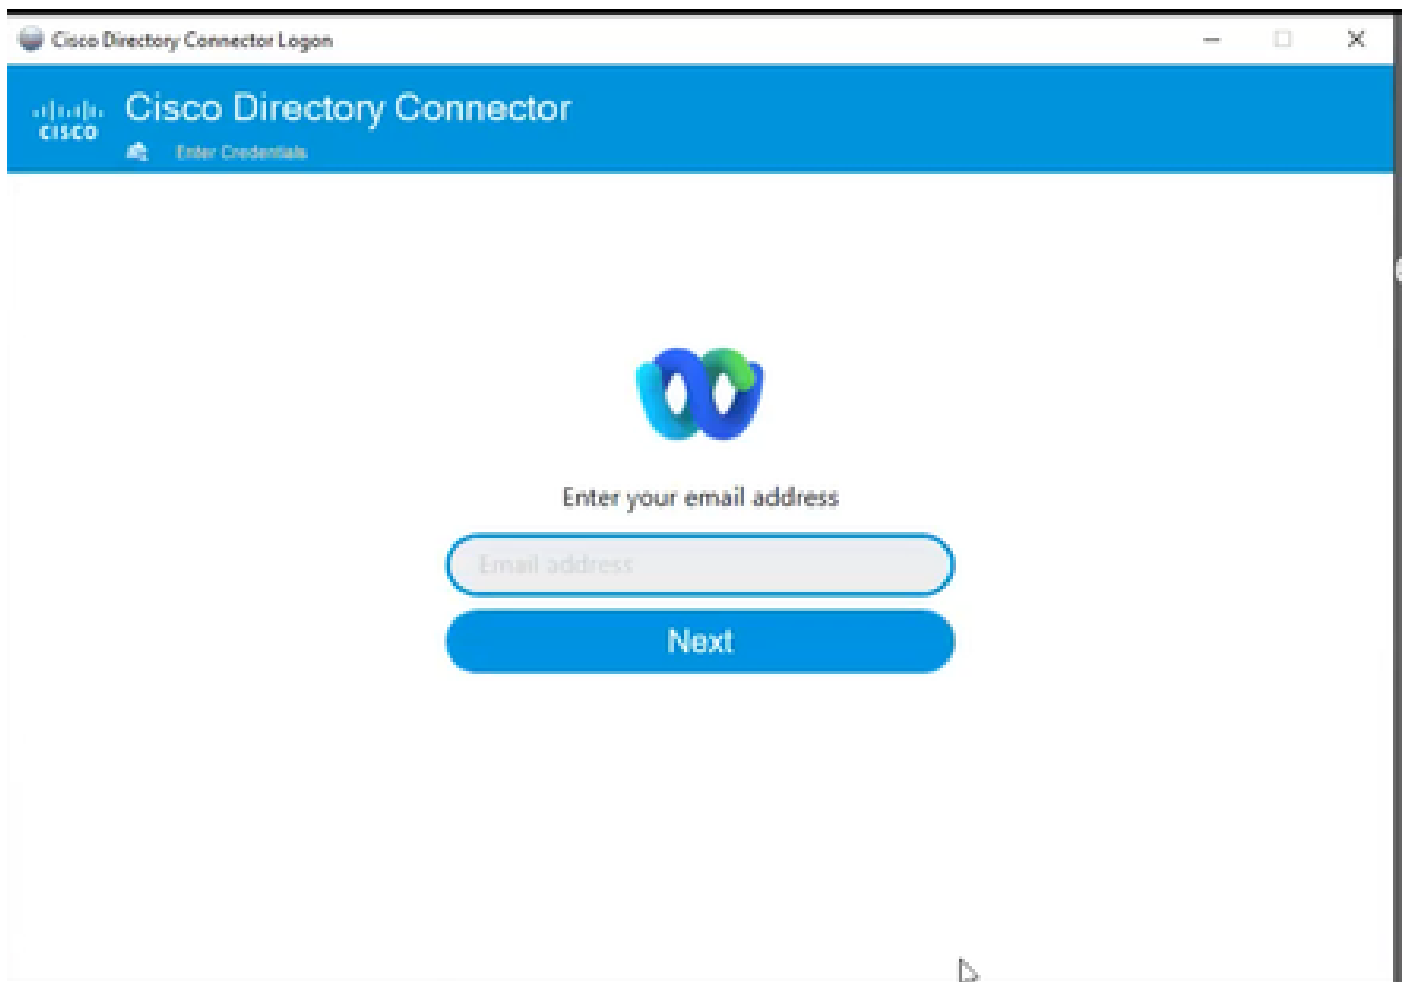 Cisco Directory Connector Logon
CISCO
Cisco Directory Connector
Enter Credentials
Enter your email address
Email address
Next